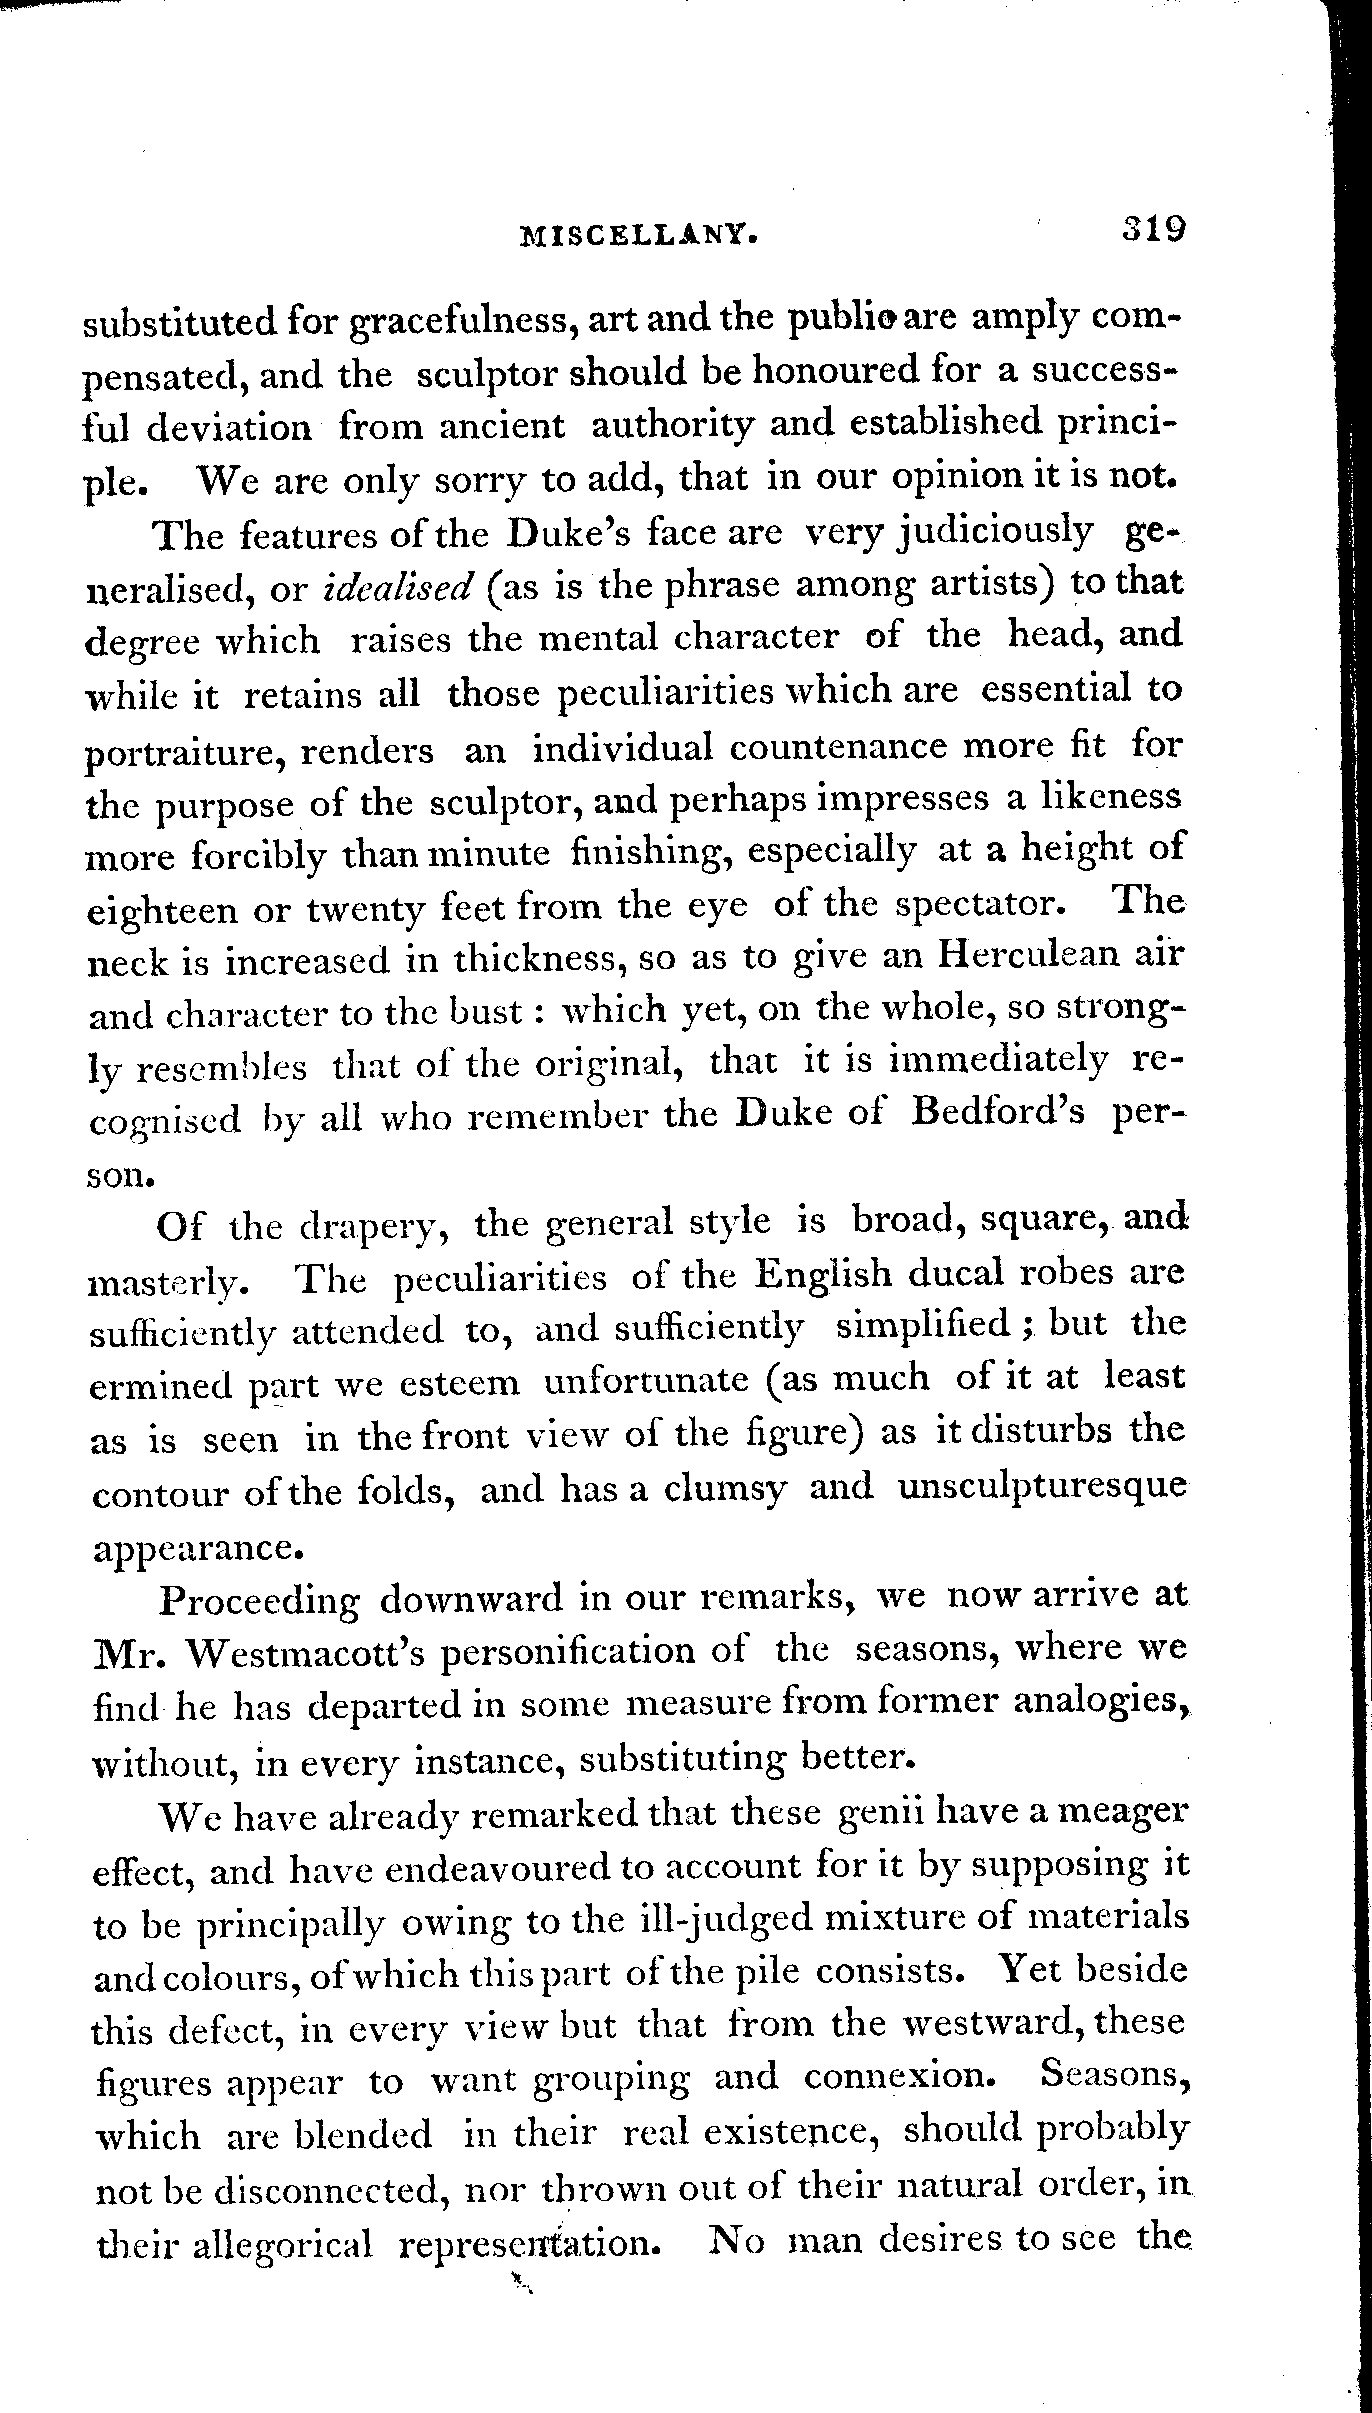 MISCELLANY. 319
substituted for gracefulness, art and the public are amply com-
pensated, and the sculptor should be honoured for a success-
ful deviation from ancient authority and established princi-
ple. We are only sorry to add, that in our opinion it is not.
The features of the Duke's face are very judiciously ge-
neralised, or idealised (as is the phrase among artists) to that
degree which raises the mental character of the head, and
while it retains all those peculiarities which are essential to
portraiture, renders an individual countenance more fit for
the purpose of the sculptor, and perhaps impresses a likeness
more forcibly than minute finishing, especially at a height of
eighteen or twenty feet from the eye of the spectator. The
neck is increased in thickness, so as to give an Herculean air
and character to the bust : which yet, on the whole, so strong-
ly resembles that of the original, that it is immediately re-
cognised by all who remember the Duke of Bedford's per-
son.
Of the drapery, the general style is broad, square, and
masterly. The peculiarities of the English ducal robes are
sufficiently attended to, and sufficiently simplified ; but the
ermined part we esteem unfortunate (as much of it at least
as is seen in the front view of the figure) as it disturbs the
contour of the folds, and has a clumsy and unsculpturesque
appearance.
Proceeding downward in our remarks, we now arrive at
Mr. Westmacott's personification of the seasons, where we
find he has departed in some measure from former analogies,
without, in every instance, substituting better.
We have already remarked that these genii have a meager
effect, and have endeavoured to account for it by supposing it
to be principally owing to the ill-judged mixture of materials
and colours, of which this part of the pile consists. Yet beside
this defect, in every view but that from the westward, these
figures appear to want grouping and connexion. Seasons,
which are blended in their real existence, should probably
not be disconnected, nor thrown out of their natural order, in
their allegorical representation. No man desires to see the